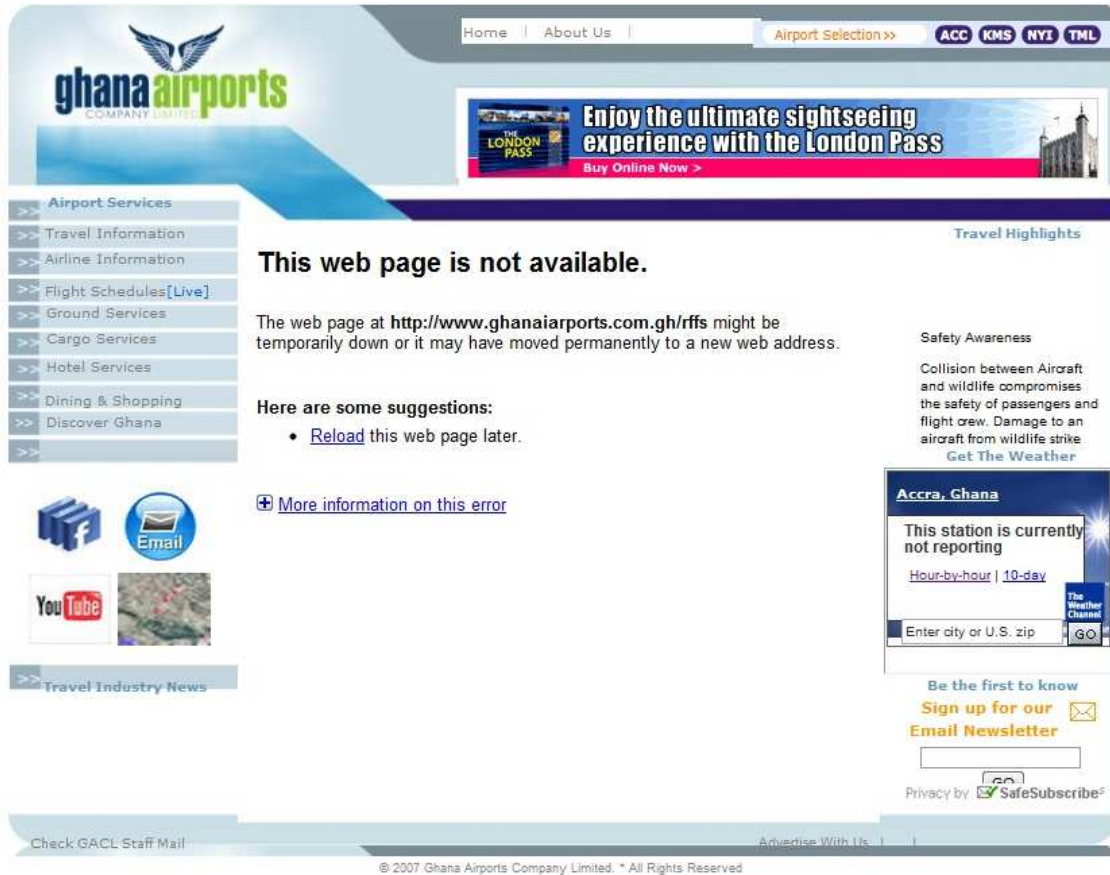 Home | About Us |
Airport Selection >> ACC KMS NYI TML
ghana airports
COMPANY LIMITED
THE LONDON PASS
Enjoy the ultimate sightseeing
experience with the London Pass
Buy Online Now >
>> Airport Services
>> Travel Information
>> Airline Information
>> Flight Schedules[Live]
>> Ground Services
>> Cargo Services
>> Hotel Services
>> Dining & Shopping
>> Discover Ghana
>>
Email
You Tube
>> Travel Industry News
This web page is not available.
The web page at http://www.ghanaiarports.com.gh/rffs might be
temporarily down or it may have moved permanently to a new web address.
Here are some suggestions:
• Reload this web page later.
More information on this error
Travel Highlights
Safety Awareness
Collision between Aircraft
and wildlife compromises
the safety of passengers and
flight crew. Damage to an
aircraft from wildlife strike
Get The Weather
Accra, Ghana
This station is currently
not reporting
Hour-by-hour | 10-day
The
Weather
Channel
Enter city or U.S. zip GO
Be the first to know
Sign up for our
Email Newsletter
GO
Privacy by SafeSubscribe
Check GACL Staff Mail
Advertise With Us | |
© 2007 Ghana Airports Company Limited. * All Rights Reserved